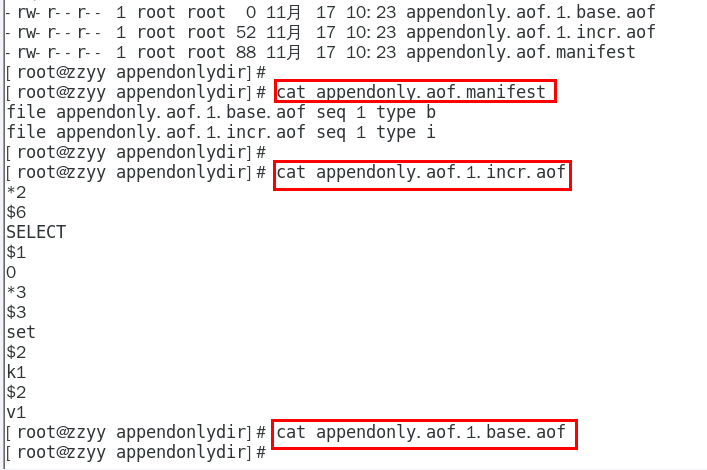 -rw-r--r-- 1 root root  0 11月 17 10:23 appendonly.aof.1.base.aof
-rw-r--r-- 1 root root 52 11月 17 10:23 appendonly.aof.1.incr.aof
-rw-r--r-- 1 root root 88 11月 17 10:23 appendonly.aof.manifest
[root@zzyy appendonlydir]#
[root@zzyy appendonlydir]# cat appendonly.aof.manifest
file appendonly.aof.1.base.aof seq 1 type b
file appendonly.aof.1.incr.aof seq 1 type i
[root@zzyy appendonlydir]#
[root@zzyy appendonlydir]# cat appendonly.aof.1.incr.aof
*2
$6
SELECT
$1
0
*3
$3
set
$2
k1
$2
v1
[root@zzyy appendonlydir]# cat appendonly.aof.1.base.aof
[root@zzyy appendonlydir]#